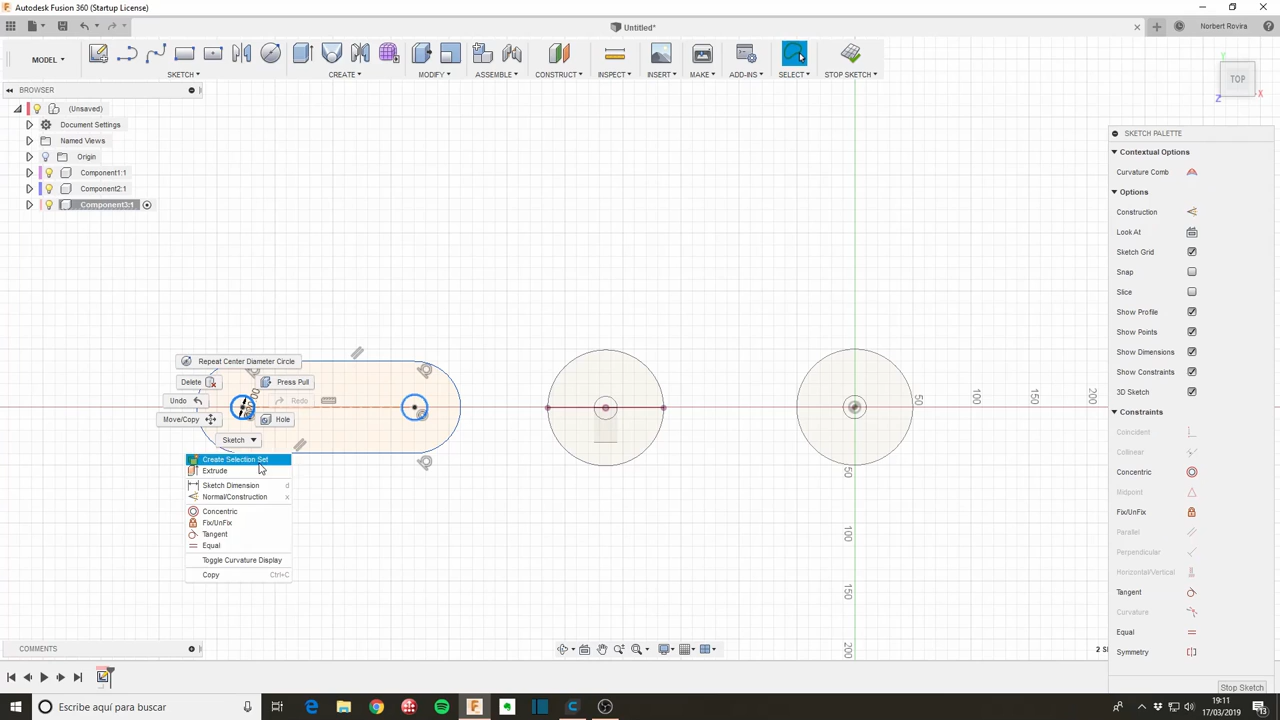 Autodesk Fusion 360 (Startup License)
Untitled*
Norbert Rovira
MODEL
SKETCH
CREATE
MODIFY
ASSEMBLE
CONSTRUCT
INSPECT
INSERT
MAKE
ADD-INS
SELECT
STOP SKETCH
BROWSER
(Unsaved)
Document Settings
Named Views
Origin
Component1:1
Component2:1
Component3:1
Y
TOP
X
Z
SKETCH PALETTE
Contextual Options
Curvature Comb
Options
Construction
Look At
Sketch Grid
Snap
Slice
Show Profile
Show Points
Show Dimensions
Show Constraints
3D Sketch
Constraints
Coincident
Collinear
Concentric
Midpoint
Fix/UnFix
Parallel
Perpendicular
Horizontal/Vertical
Tangent
Curvature
Equal
Symmetry
Stop Sketch
Repeat Center Diameter Circle
Delete
Press Pull
Undo
Redo
Move/Copy
Hole
Sketch
Create Selection Set
Extrude
Sketch Dimension d
Normal/Construction x
Concentric
Fix/UnFix
Tangent
Equal
Toggle Curvature Display
Copy Ctrl+C
50
100
150
200
50
100
150
200
COMMENTS
Escribe aquí para buscar
19:11
17/03/2019